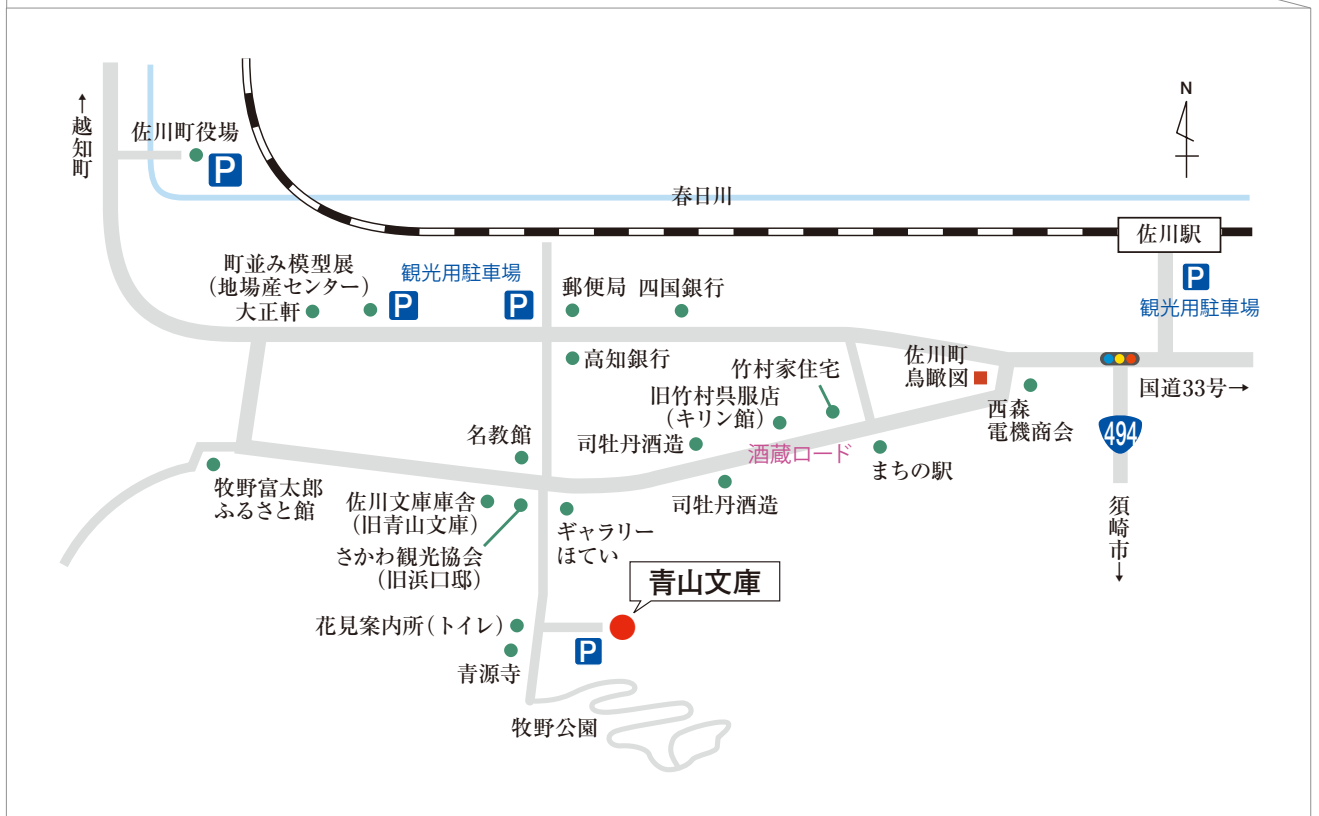 N
←越知町
佐川町役場
P
春日川
佐川駅
町並み模型展
（地場産センター）
大正軒
P
観光用駐車場
P
郵便局
四国銀行
P
観光用駐車場
高知銀行
竹村家住宅
佐川町
鳥瞰図
国道33号→
旧竹村呉服店
（キリン館）
西森
電機商会
494
名教館
司牡丹酒造
酒蔵ロード
まちの駅
牧野富太郎
ふるさと館
佐川文庫庫舎
（旧青山文庫）
司牡丹酒造
須崎市→
さかわ観光協会
（旧浜口邸）
ギャラリー
ほてい
青山文庫
花見案内所（トイレ）
P
青源寺
牧野公園